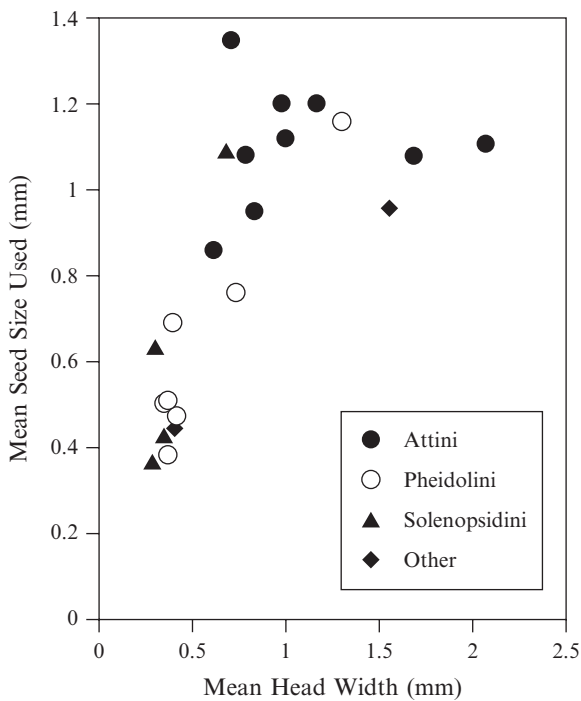 1.4
1.2
1
0.8
0.6
0.4
0.2
0
Mean Seed Size Used (mm)
Attini
Pheidolini
Solenopsidini
Other
0 0.5 1 1.5 2 2.5
Mean Head Width (mm)